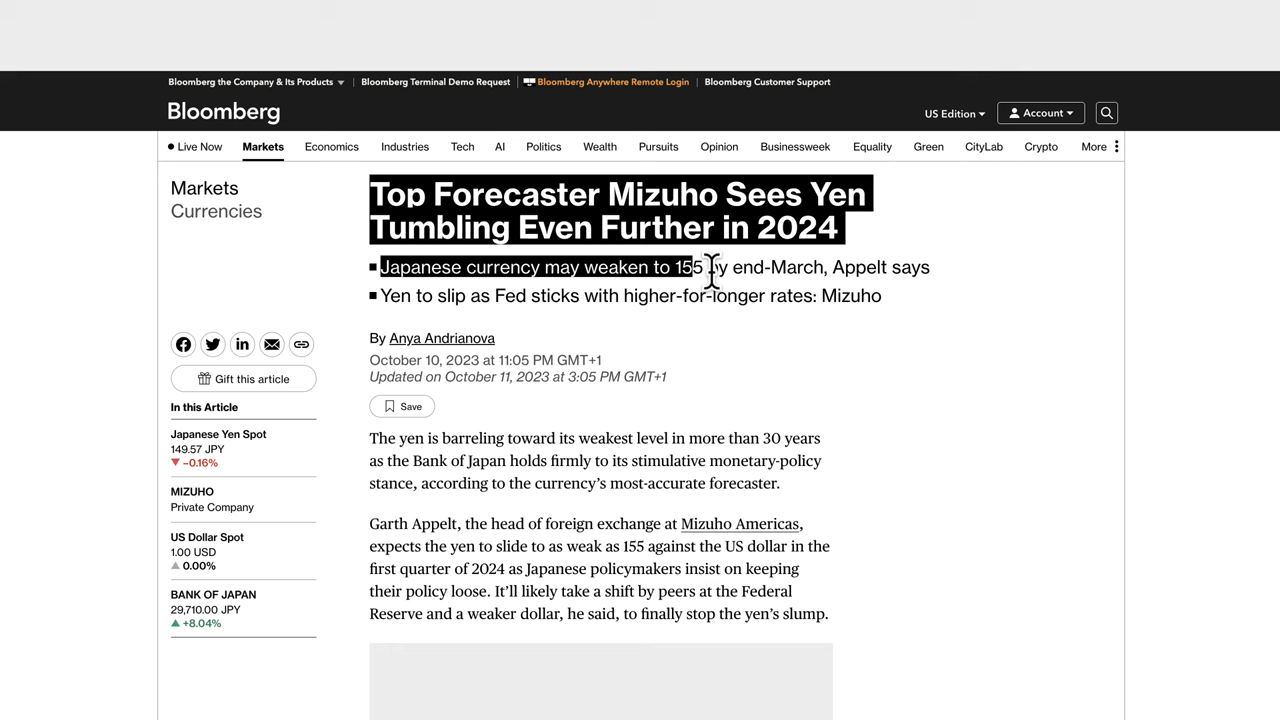 Bloomberg the Company & Its Products
Bloomberg Terminal Demo Request
Bloomberg Anywhere Remote Login
Bloomberg Customer Support
Bloomberg
US Edition
Account
Live Now
Markets
Economics
Industries
Tech
AI
Politics
Wealth
Pursuits
Opinion
Businessweek
Equality
Green
CityLab
Crypto
More
Markets
Currencies
Top Forecaster Mizuho Sees Yen
Tumbling Even Further in 2024
Japanese currency may weaken to 155 by end-March, Appelt says
Yen to slip as Fed sticks with higher-for-longer rates: Mizuho
By Anya Andrianova
October 10, 2023 at 11:05 PM GMT+1
Updated on October 11, 2023 at 3:05 PM GMT+1
Save
Gift this article
In this Article
Japanese Yen Spot
149.57 JPY
−0.16%
MIZUHO
Private Company
US Dollar Spot
1.00 USD
0.00%
BANK OF JAPAN
29,710.00 JPY
+8.04%
The yen is barreling toward its weakest level in more than 30 years
as the Bank of Japan holds firmly to its stimulative monetary-policy
stance, according to the currency’s most-accurate forecaster.
Garth Appelt, the head of foreign exchange at Mizuho Americas,
expects the yen to slide to as weak as 155 against the US dollar in the
first quarter of 2024 as Japanese policymakers insist on keeping
their policy loose. It’ll likely take a shift by peers at the Federal
Reserve and a weaker dollar, he said, to finally stop the yen’s slump.